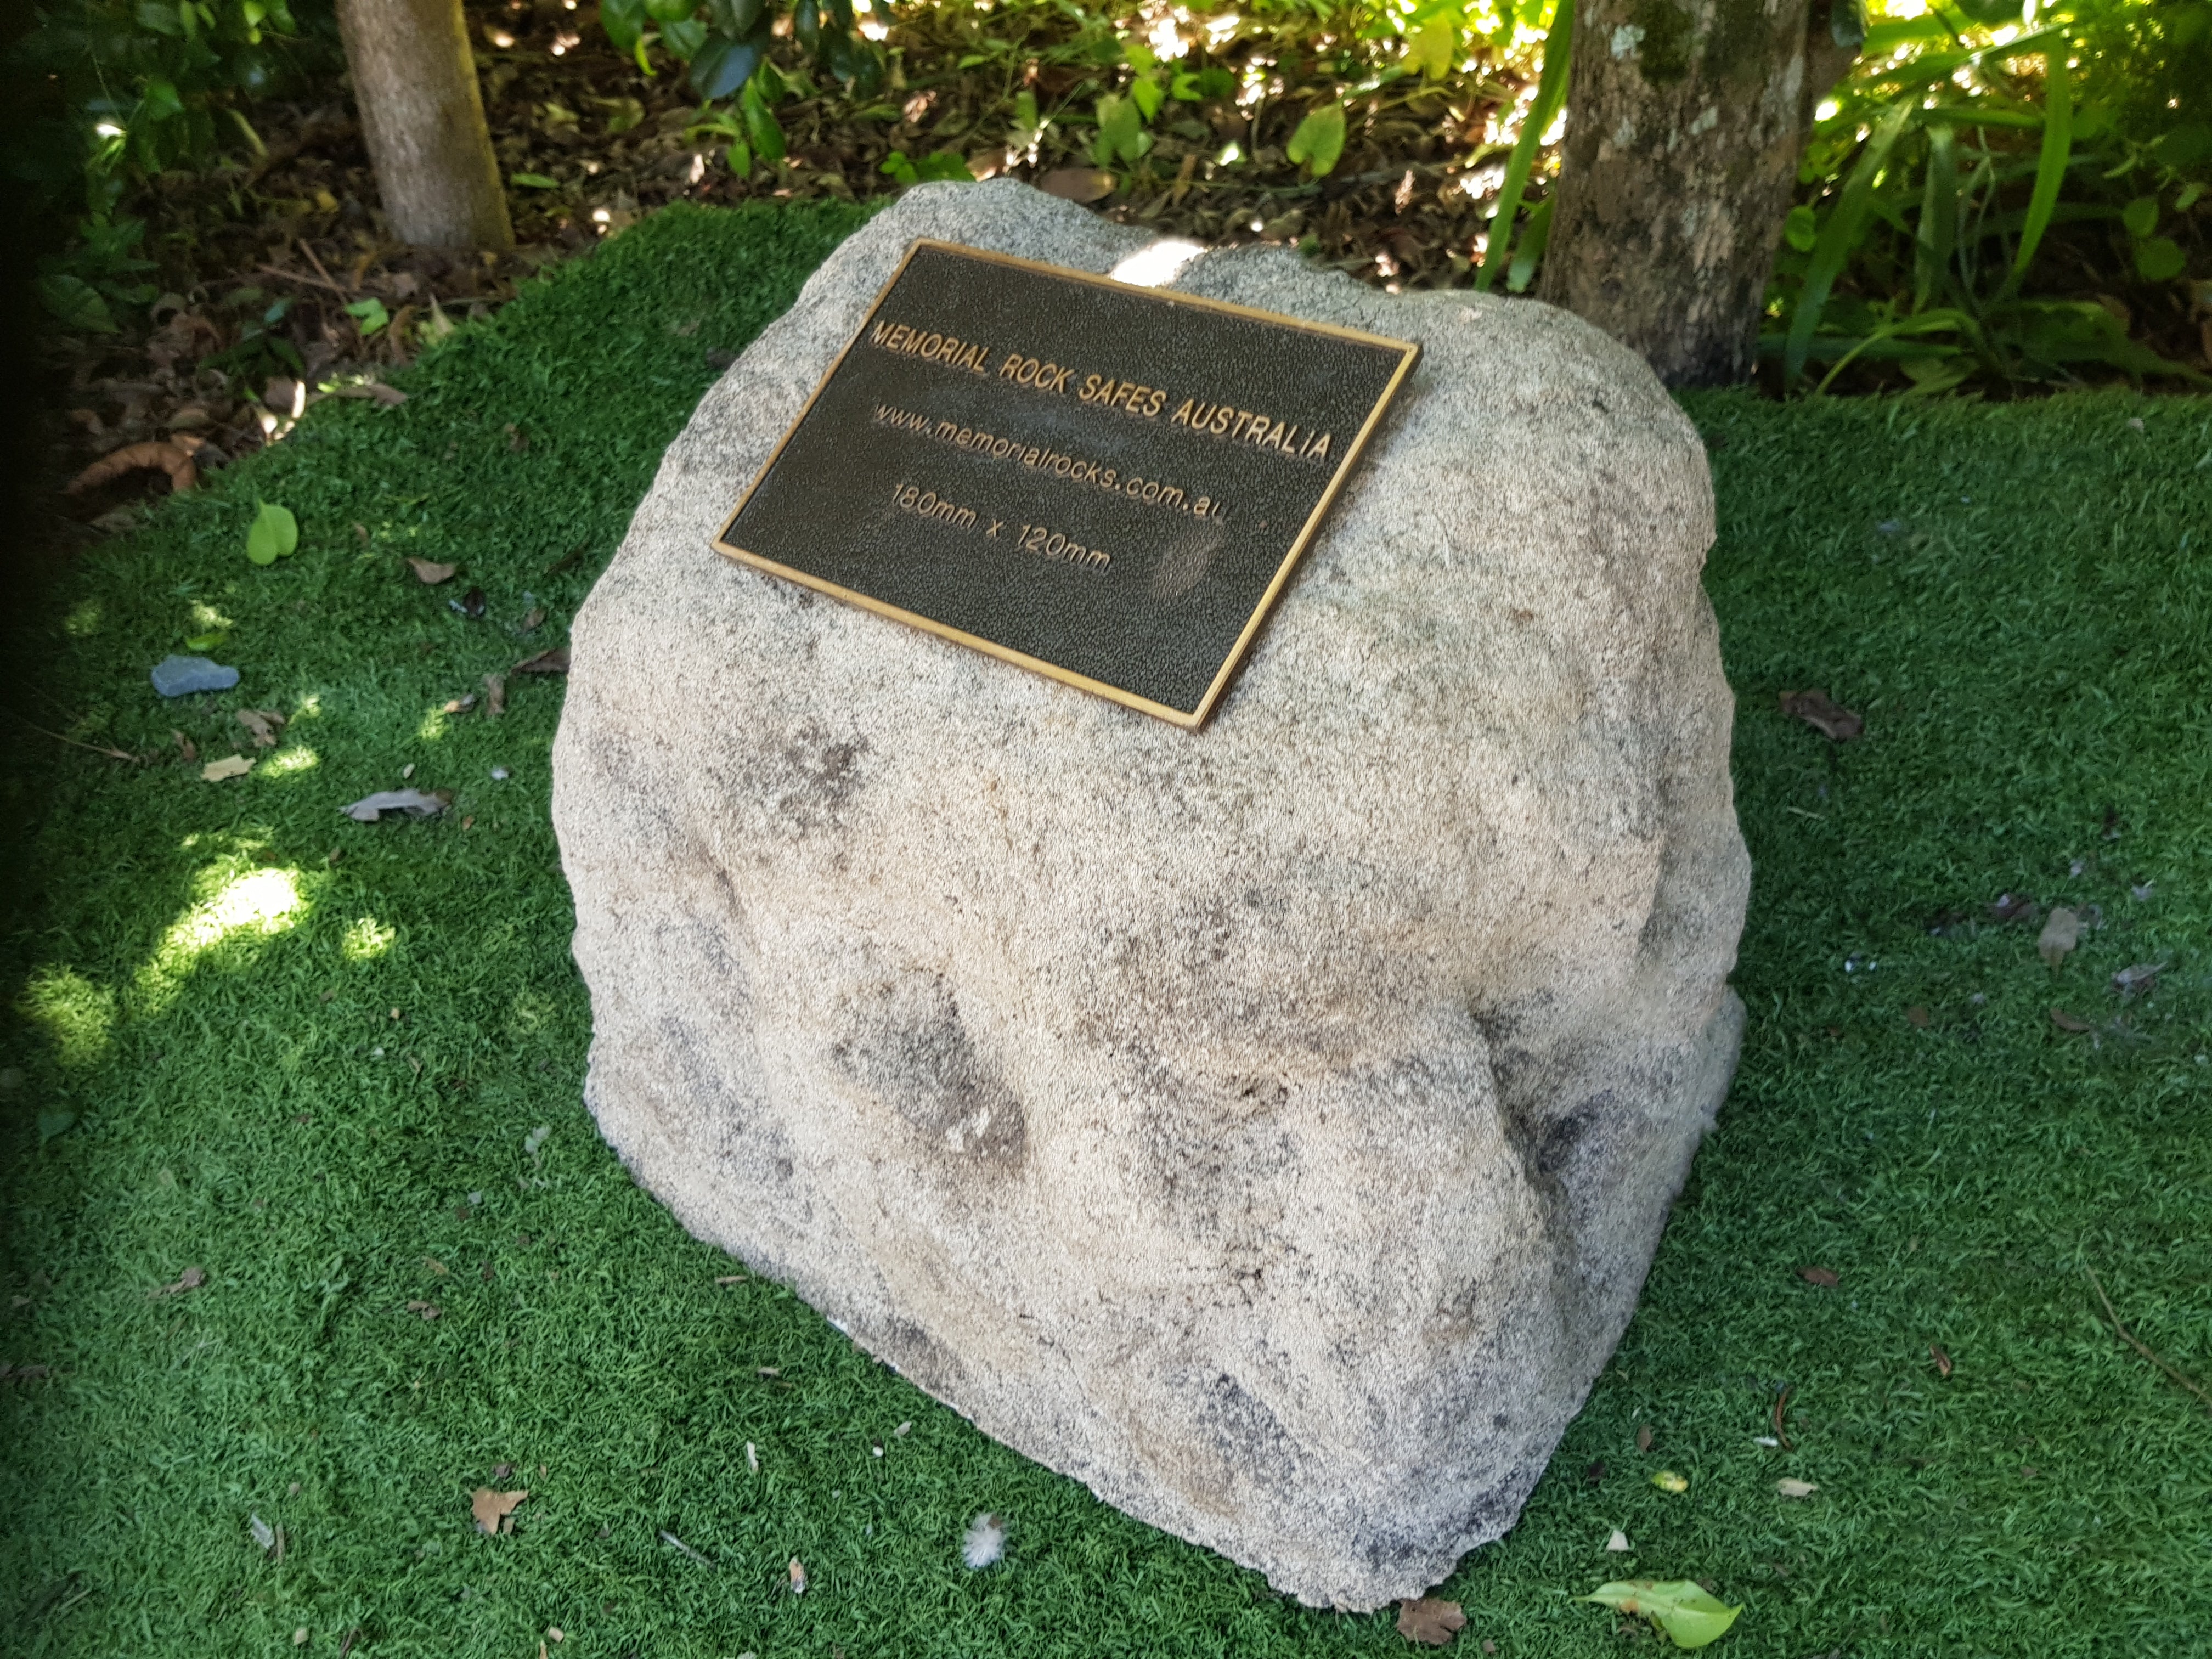 MEMORIAL ROCK SAFES AUSTRALIA
www.memorialrocks.com.au
180mm x 120mm